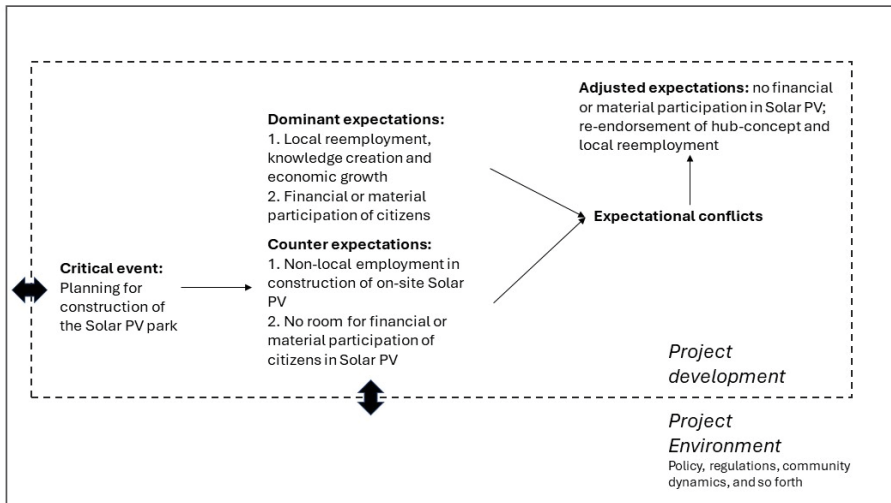 Critical event:
Planning for
construction of
the Solar PV park
Dominant expectations:
1. Local reemployment,
knowledge creation and
economic growth
2. Financial or material
participation of citizens
Counter expectations:
1. Non-local employment in
construction of on-site Solar
PV
2. No room for financial or
material participation of
citizens in Solar PV
Expectational conflicts
Adjusted expectations: no financial
or material participation in Solar PV;
re-endorsement of hub-concept and
local reemployment
Project
development
Project
Environment
Policy, regulations, community
dynamics, and so forth